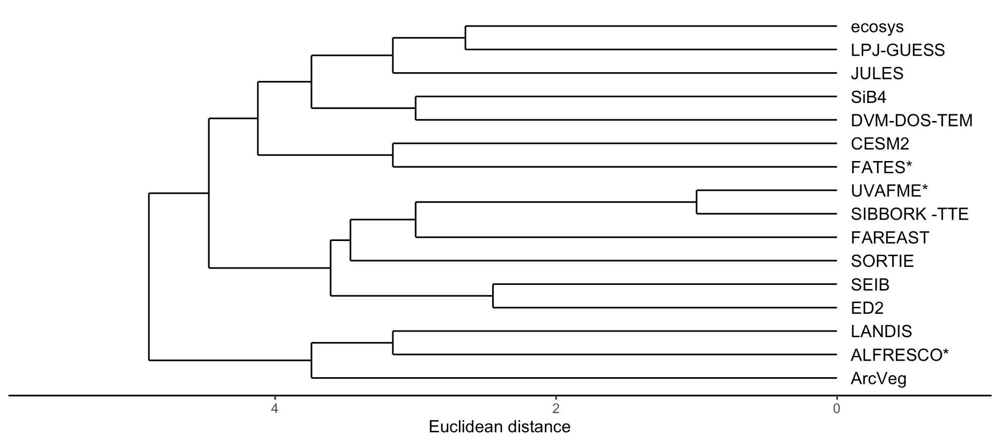 ecosys
LPJ-GUESS
JULES
SiB4
DVM-DOS-TEM
CESM2
FATES*
UVAFME*
SIBBORK -TTE
FAREAST
SORTIE
SEIB
ED2
LANDIS
ALFRESCO*
ArcVeg
4 2 0
Euclidean distance